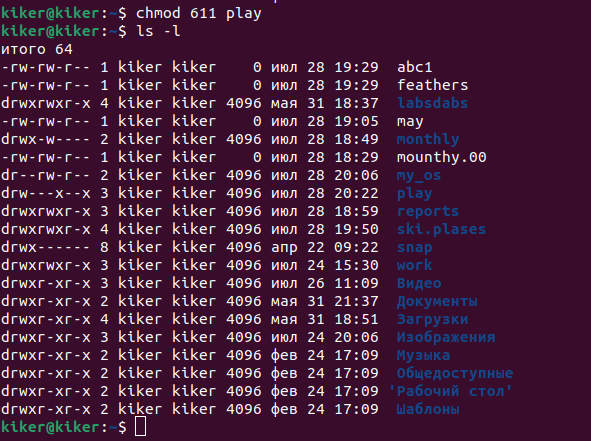 kiker@kiker:~$ chmod 611 play
kiker@kiker:~$ ls -l
итого 64
-rw-rw-r-- 1 kiker kiker    0 июл 28 19:29  abc1
-rw-rw-r-- 1 kiker kiker    0 июл 28 19:29  feathers
drwxrwxr-x 4 kiker kiker 4096 мая 31 18:37  labsdabs
-rw-rw-r-- 1 kiker kiker    0 июл 28 19:05  may
drwx-w---- 2 kiker kiker 4096 июл 28 18:49  monthly
-rw-rw-r-- 1 kiker kiker    0 июл 28 18:29  mounthy.00
dr--rw-r-- 2 kiker kiker 4096 июл 28 20:06  my_os
drw---x--x 3 kiker kiker 4096 июл 28 20:22  play
drwxrwxr-x 3 kiker kiker 4096 июл 28 18:59  reports
drwxrwxr-x 4 kiker kiker 4096 июл 28 19:50  ski.plases
drwx------ 8 kiker kiker 4096 апр 22 09:22  snap
drwxrwxr-x 3 kiker kiker 4096 июл 24 15:30  work
drwxr-xr-x 3 kiker kiker 4096 июл 26 11:09  Видео
drwxr-xr-x 2 kiker kiker 4096 мая 31 21:37  Документы
drwxr-xr-x 4 kiker kiker 4096 мая 31 18:51  Загрузки
drwxr-xr-x 3 kiker kiker 4096 июл 24 20:06  Изображения
drwxr-xr-x 2 kiker kiker 4096 фев 24 17:09  Музыка
drwxr-xr-x 2 kiker kiker 4096 фев 24 17:09  Общедоступные
drwxr-xr-x 2 kiker kiker 4096 фев 24 17:09 'Рабочий стол'
drwxr-xr-x 2 kiker kiker 4096 фев 24 17:09  Шаблоны
kiker@kiker:~$